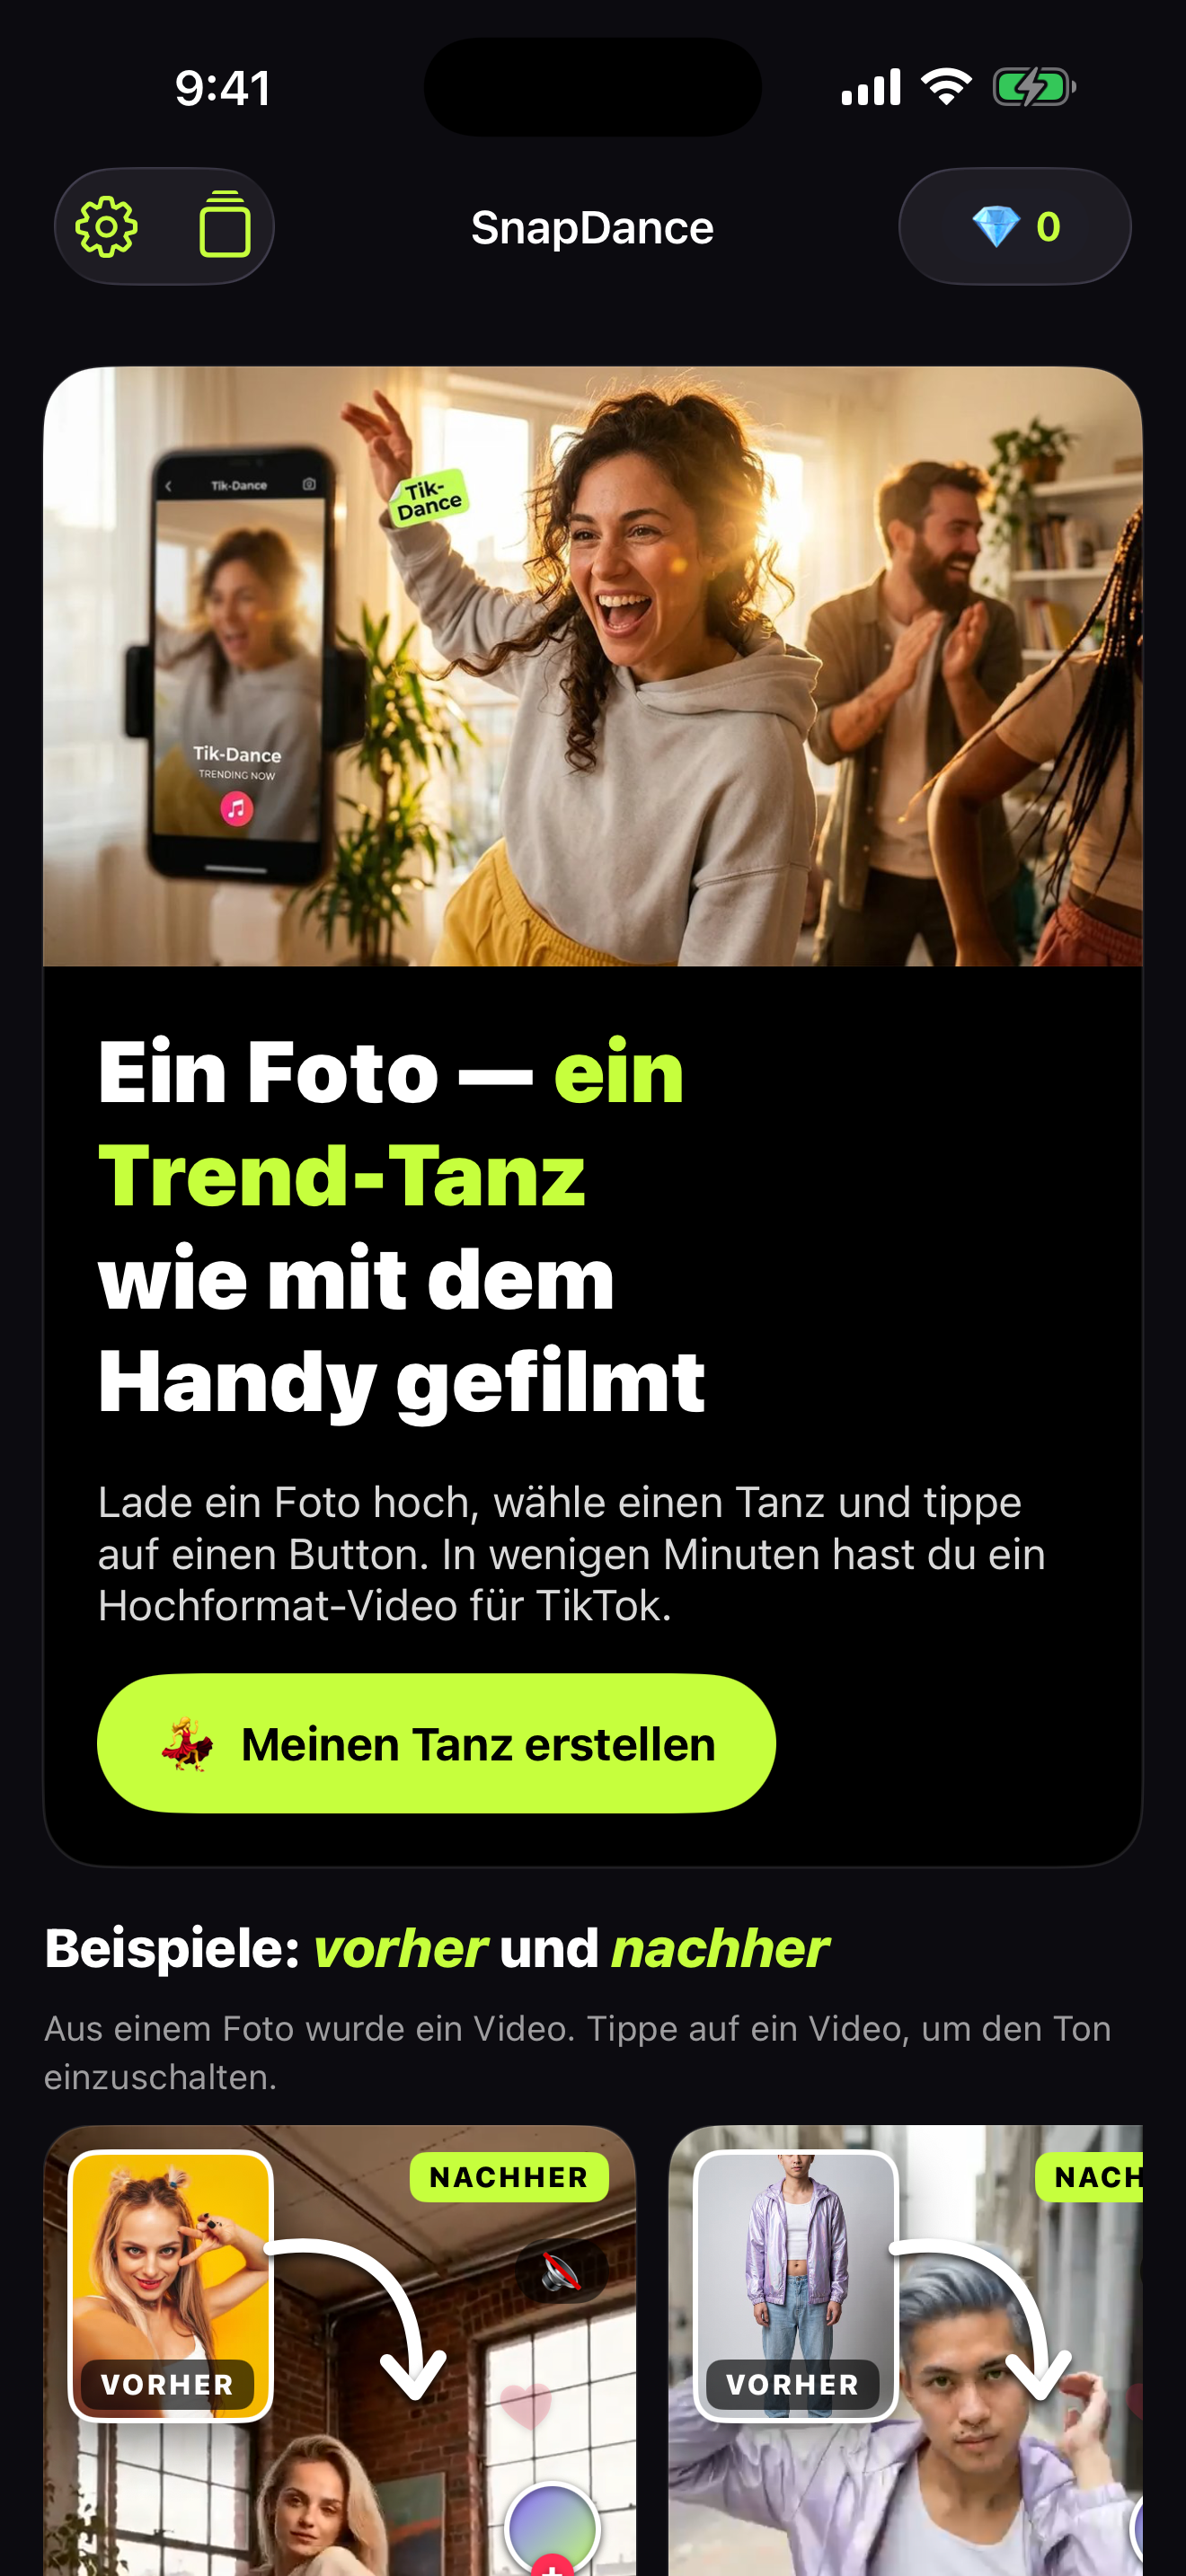 9:41
SnapDance
0
Tik-Dance
Tik-
Dance
Tik-Dance
TRENDING NOW
Ein Foto — ein
Trend-Tanz
wie mit dem
Handy gefilmt
Lade ein Foto hoch, wähle einen Tanz und tippe
auf einen Button. In wenigen Minuten hast du ein
Hochformat-Video für TikTok.
Meinen Tanz erstellen
Beispiele: vorher und nachher
Aus einem Foto wurde ein Video. Tippe auf ein Video, um den Ton
einzuschalten.
NACHHER
VORHER
NACH
VORHER